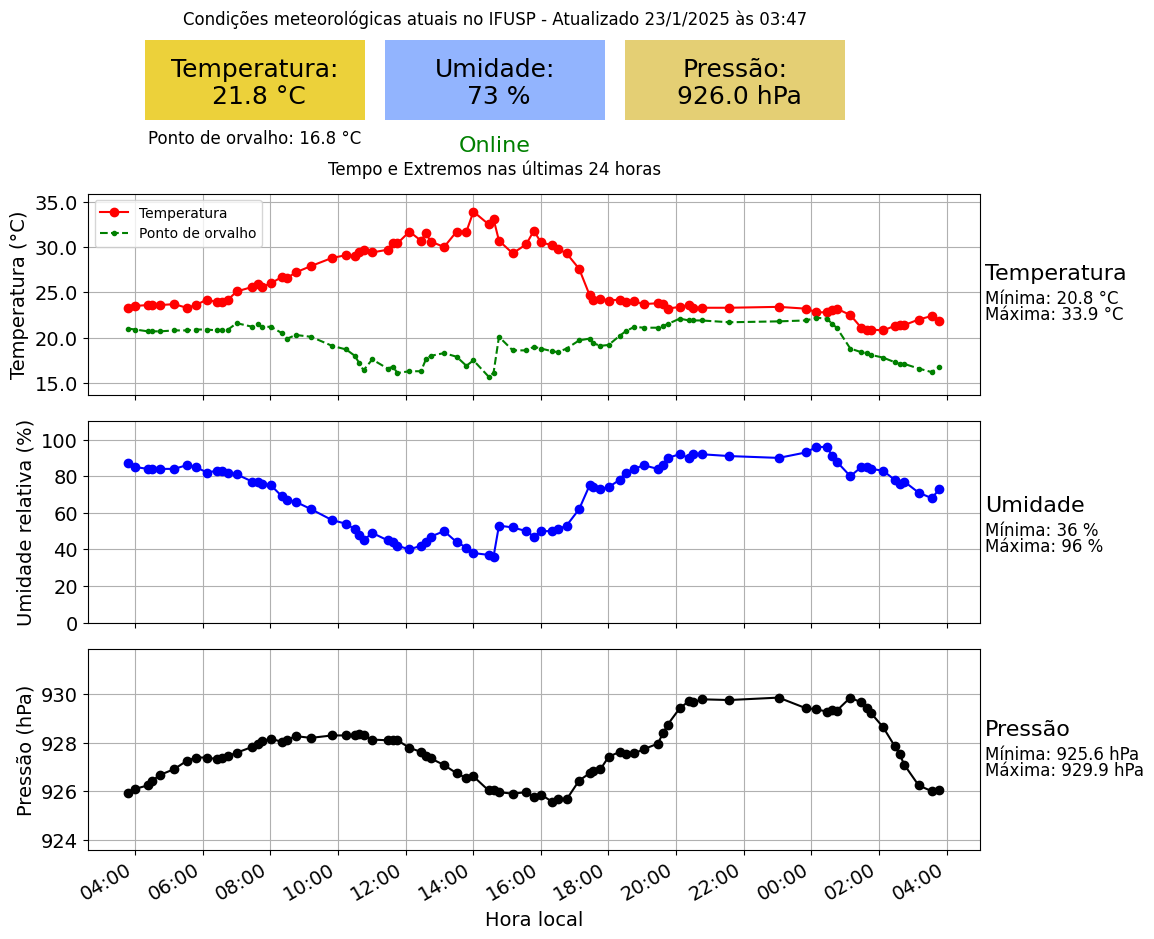 Condições meteorológicas atuais no IFUSP - Atualizado 23/1/2025 às 03:47
Temperatura:
21.8 °C
Umidade:
73 %
Pressão:
926.0 hPa
Ponto de orvalho: 16.8 °C
Online
Tempo e Extremos nas últimas 24 horas
Temperatura (°C)
35.0
30.0
25.0
20.0
15.0
Temperatura
Ponto de orvalho
Temperatura
Mínima: 20.8 °C
Máxima: 33.9 °C
Umidade relativa (%)
100
80
60
40
20
0
Umidade
Mínima: 36 %
Máxima: 96 %
Pressão (hPa)
930
928
926
924
Pressão
Mínima: 925.6 hPa
Máxima: 929.9 hPa
04:00 06:00 08:00 10:00 12:00 14:00 16:00 18:00 20:00 22:00 00:00 02:00 04:00
Hora local